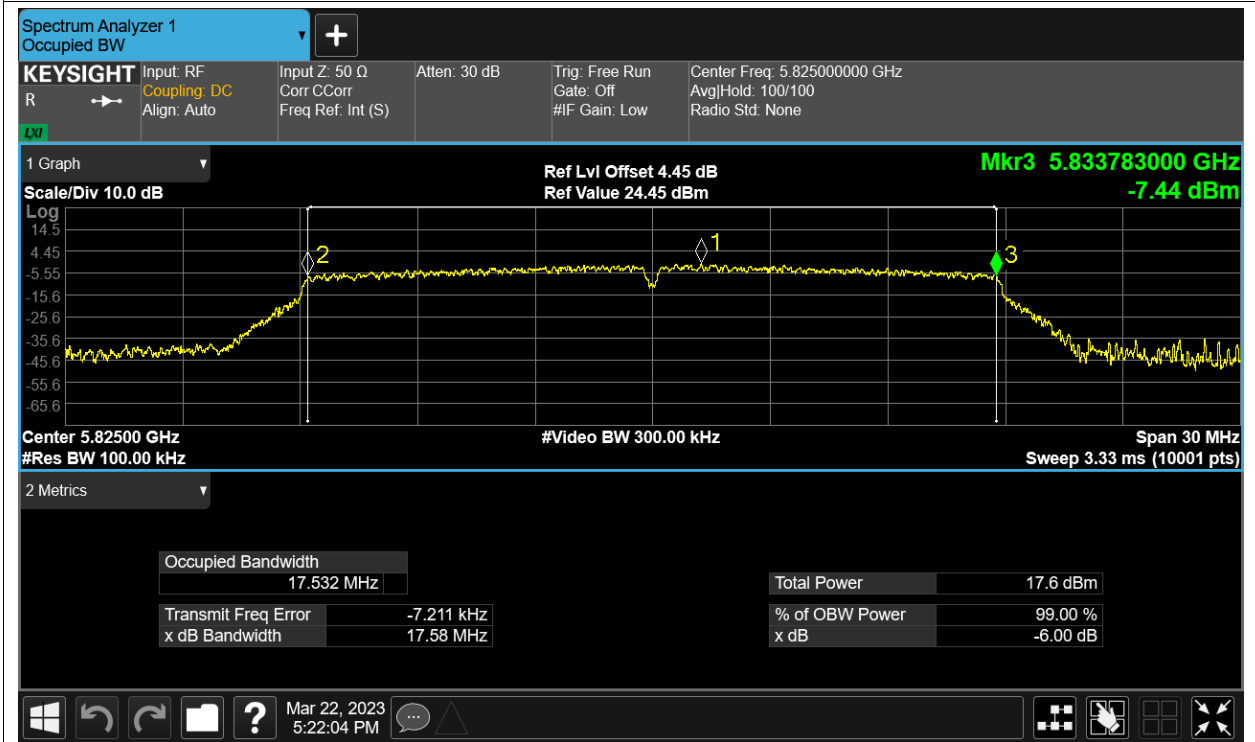 Spectrum Analyzer 1
Occupied BW
KEYSIGHT Input: RF Input Z: 50 Ω Atten: 30 dB Trig: Free Run Center Freq: 5.825000000 GHz
R Coupling: DC Corr CCorr Gate: Off Avg|Hold: 100/100
Align: Auto Freq Ref: Int (S) #IF Gain: Low Radio Std: None
LXI
1 Graph Ref Lvl Offset 4.45 dB Mkr3 5.833783000 GHz
Scale/Div 10.0 dB Ref Value 24.45 dBm -7.44 dBm
Log
14.5
1
4.45
2
3
-5.55
-15.6
-25.6
-35.6
-45.6
-55.6
-65.6
Center 5.82500 GHz #Video BW 300.00 kHz Span 30 MHz
#Res BW 100.00 kHz Sweep 3.33 ms (10001 pts)
2 Metrics
Occupied Bandwidth
17.532 MHz Total Power 17.6 dBm
Transmit Freq Error -7.211 kHz % of OBW Power 99.00 %
x dB Bandwidth 17.58 MHz x dB -6.00 dB
? Mar 22, 2023
5:22:04 PM